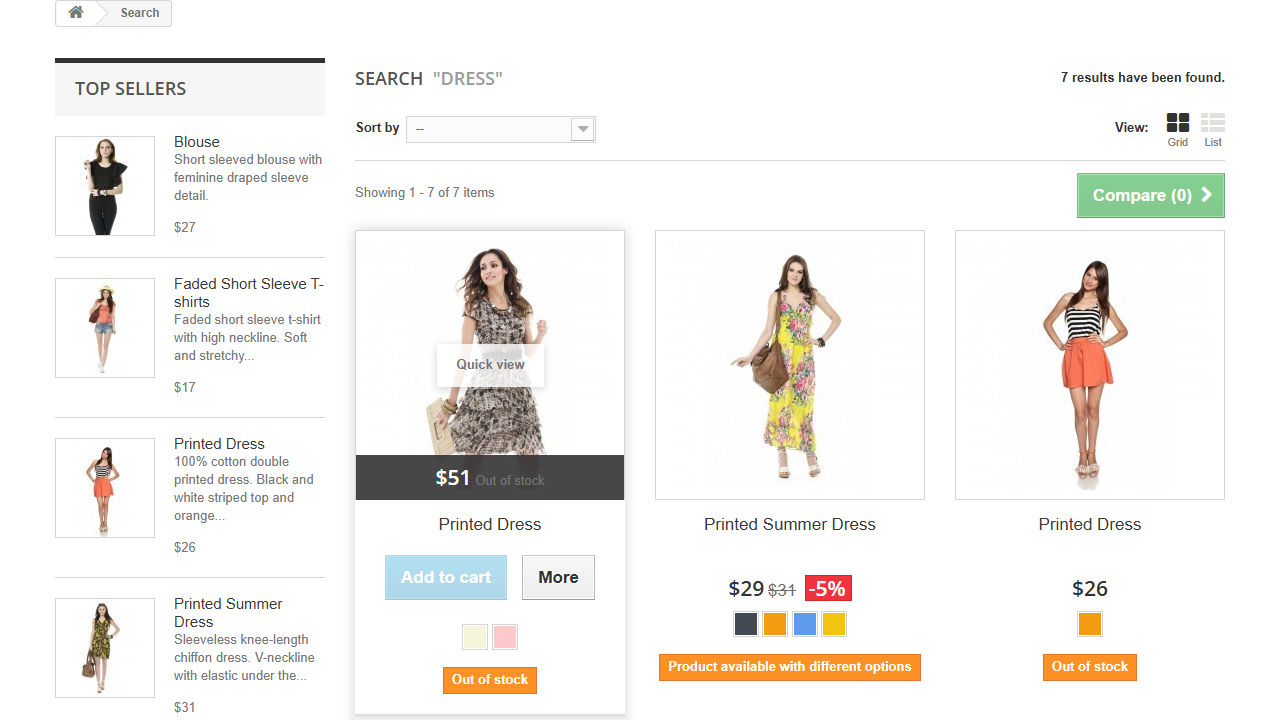 Search
TOP SELLERS
Blouse
Short sleeved blouse with
feminine draped sleeve
detail.
$27
Faded Short Sleeve T-
shirts
Faded short sleeve t-shirt
with high neckline. Soft
and stretchy...
$17
Printed Dress
100% cotton double
printed dress. Black and
white striped top and
orange...
$26
Printed Summer
Dress
Sleeveless knee-length
chiffon dress. V-neckline
with elastic under the...
$31
SEARCH "DRESS"
7 results have been found.
Sort by --
View:
Grid List
Showing 1 - 7 of 7 items
Compare (0)
Quick view
$51 Out of stock
Printed Dress
Add to cart More
Out of stock
Printed Summer Dress
$29 $31 -5%
Product available with different options
Printed Dress
$26
Out of stock